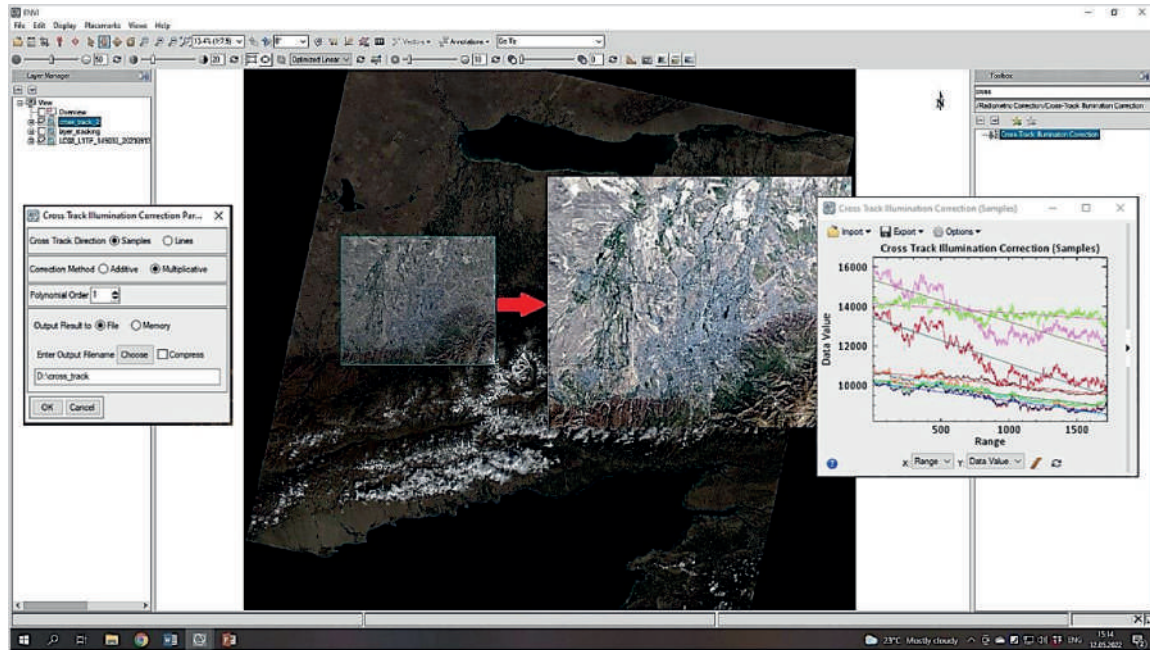 ENVI
File Edit Display Placemarks Views Help
Vectors Annotations Go To
50 20 Optimized Linear 10 0
Layer Manager
View
Overview
cross_track_2
layer_stacking
Toolbox
cross
/Radiometric Correction/Cross-Track Illumination Correction
Cross-Track Illumination Correction
N
Cross Track Illumination Correction Par...
Cross Track Direction Samples Lines
Correction Method Additive Multiplicative
Polynomial Order 1
Output Result to File Memory
Enter Output Filename Choose Compress
D:\cross_track
OK Cancel
Cross Track Illumination Correction (Samples)
Import Export Options
Cross Track Illumination Correction (Samples)
16000
14000
12000
10000
Data Value
500 1000 1500
Range
X: Range Y: Data Value
23°C Mostly cloudy ENG 15:14
12.05.2022